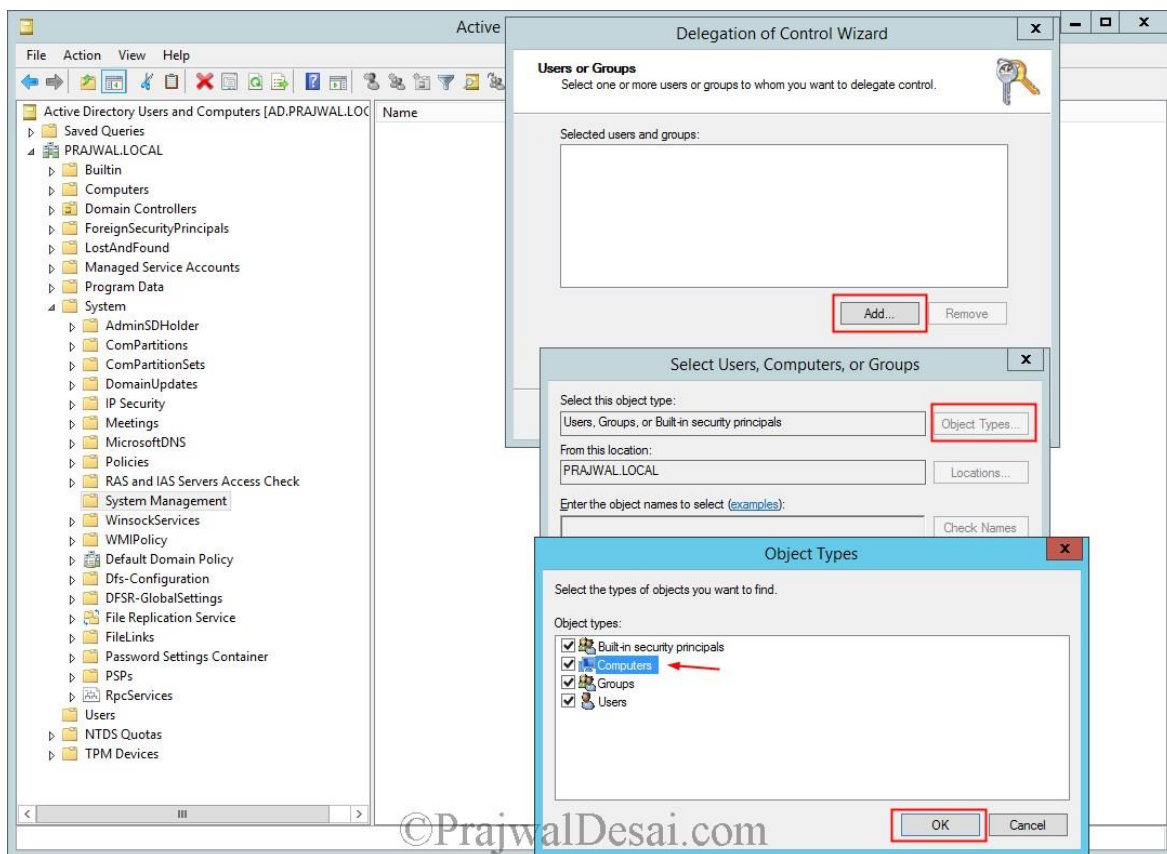 Active
File Action View Help
Active Directory Users and Computers [AD.PRAJWAL.LOC
Saved Queries
PRAJWAL.LOCAL
Builtin
Computers
Domain Controllers
ForeignSecurityPrincipals
LostAndFound
Managed Service Accounts
Program Data
System
AdminSDHolder
ComPartitions
ComPartitionSets
DomainUpdates
IP Security
Meetings
MicrosoftDNS
Policies
RAS and IAS Servers Access Check
System Management
WinsockServices
WMIPolicy
Default Domain Policy
Dfs-Configuration
DFSR-GlobalSettings
File Replication Service
FileLinks
Password Settings Container
PSPs
RpcServices
Users
NTDS Quotas
TPM Devices
Name
Delegation of Control Wizard
x
x
Users or Groups
Select one or more users or groups to whom you want to delegate control.
Selected users and groups:
Add... Remove
Select Users, Computers, or Groups
x
Select this object type:
Users, Groups, or Built-in security principals Object Types...
From this location:
PRAJWAL.LOCAL Locations...
Enter the object names to select (examples):
Check Names
Object Types
x
Select the types of objects you want to find.
Object types:
Built-in security principals
Computers
Groups
Users
OK Cancel
©PrajwalDesai.com